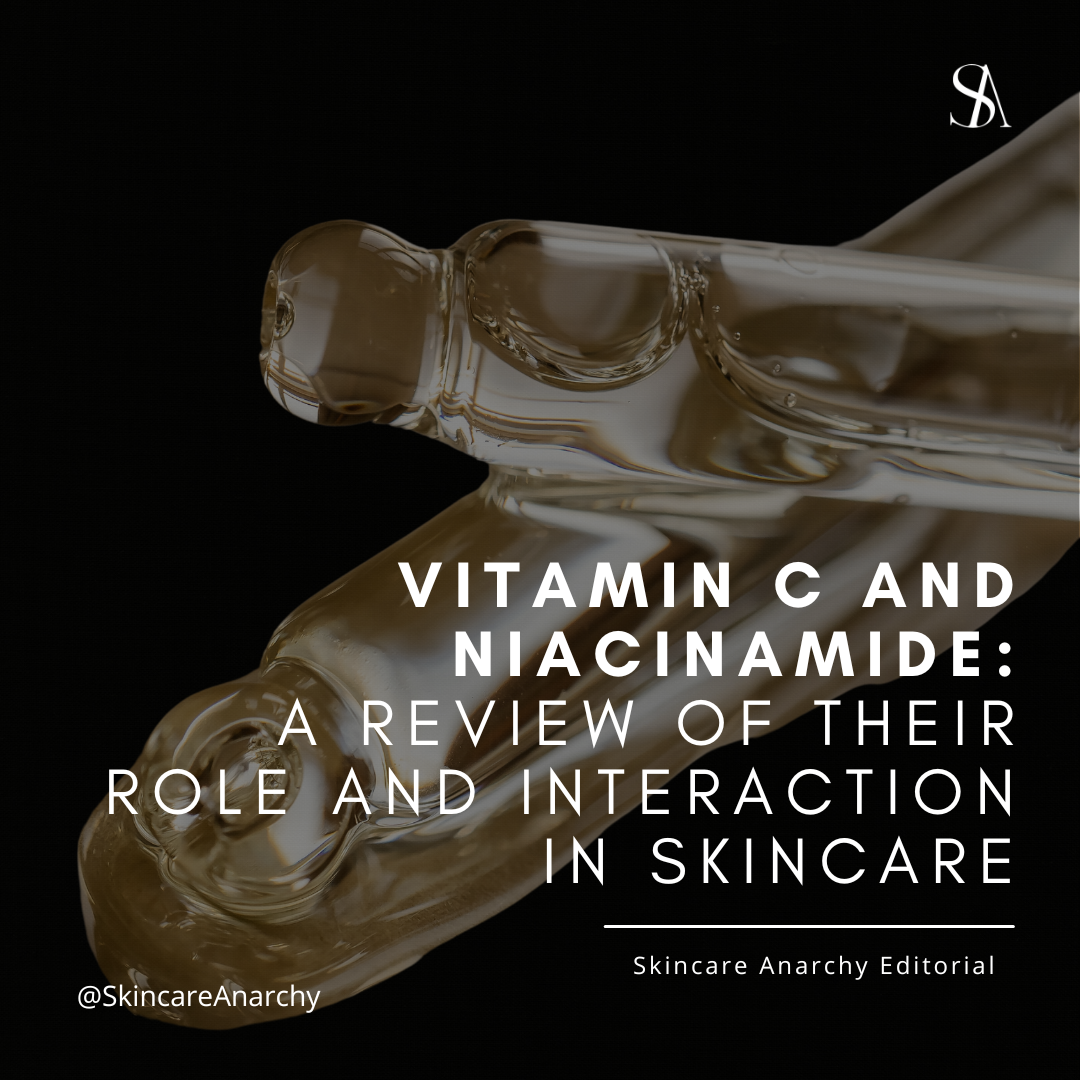 SA
VITAMIN C AND
NIACINAMIDE:
A REVIEW OF THEIR
ROLE AND INTERACTION
IN SKINCARE
Skincare Anarchy Editorial
@SkincareAnarchy